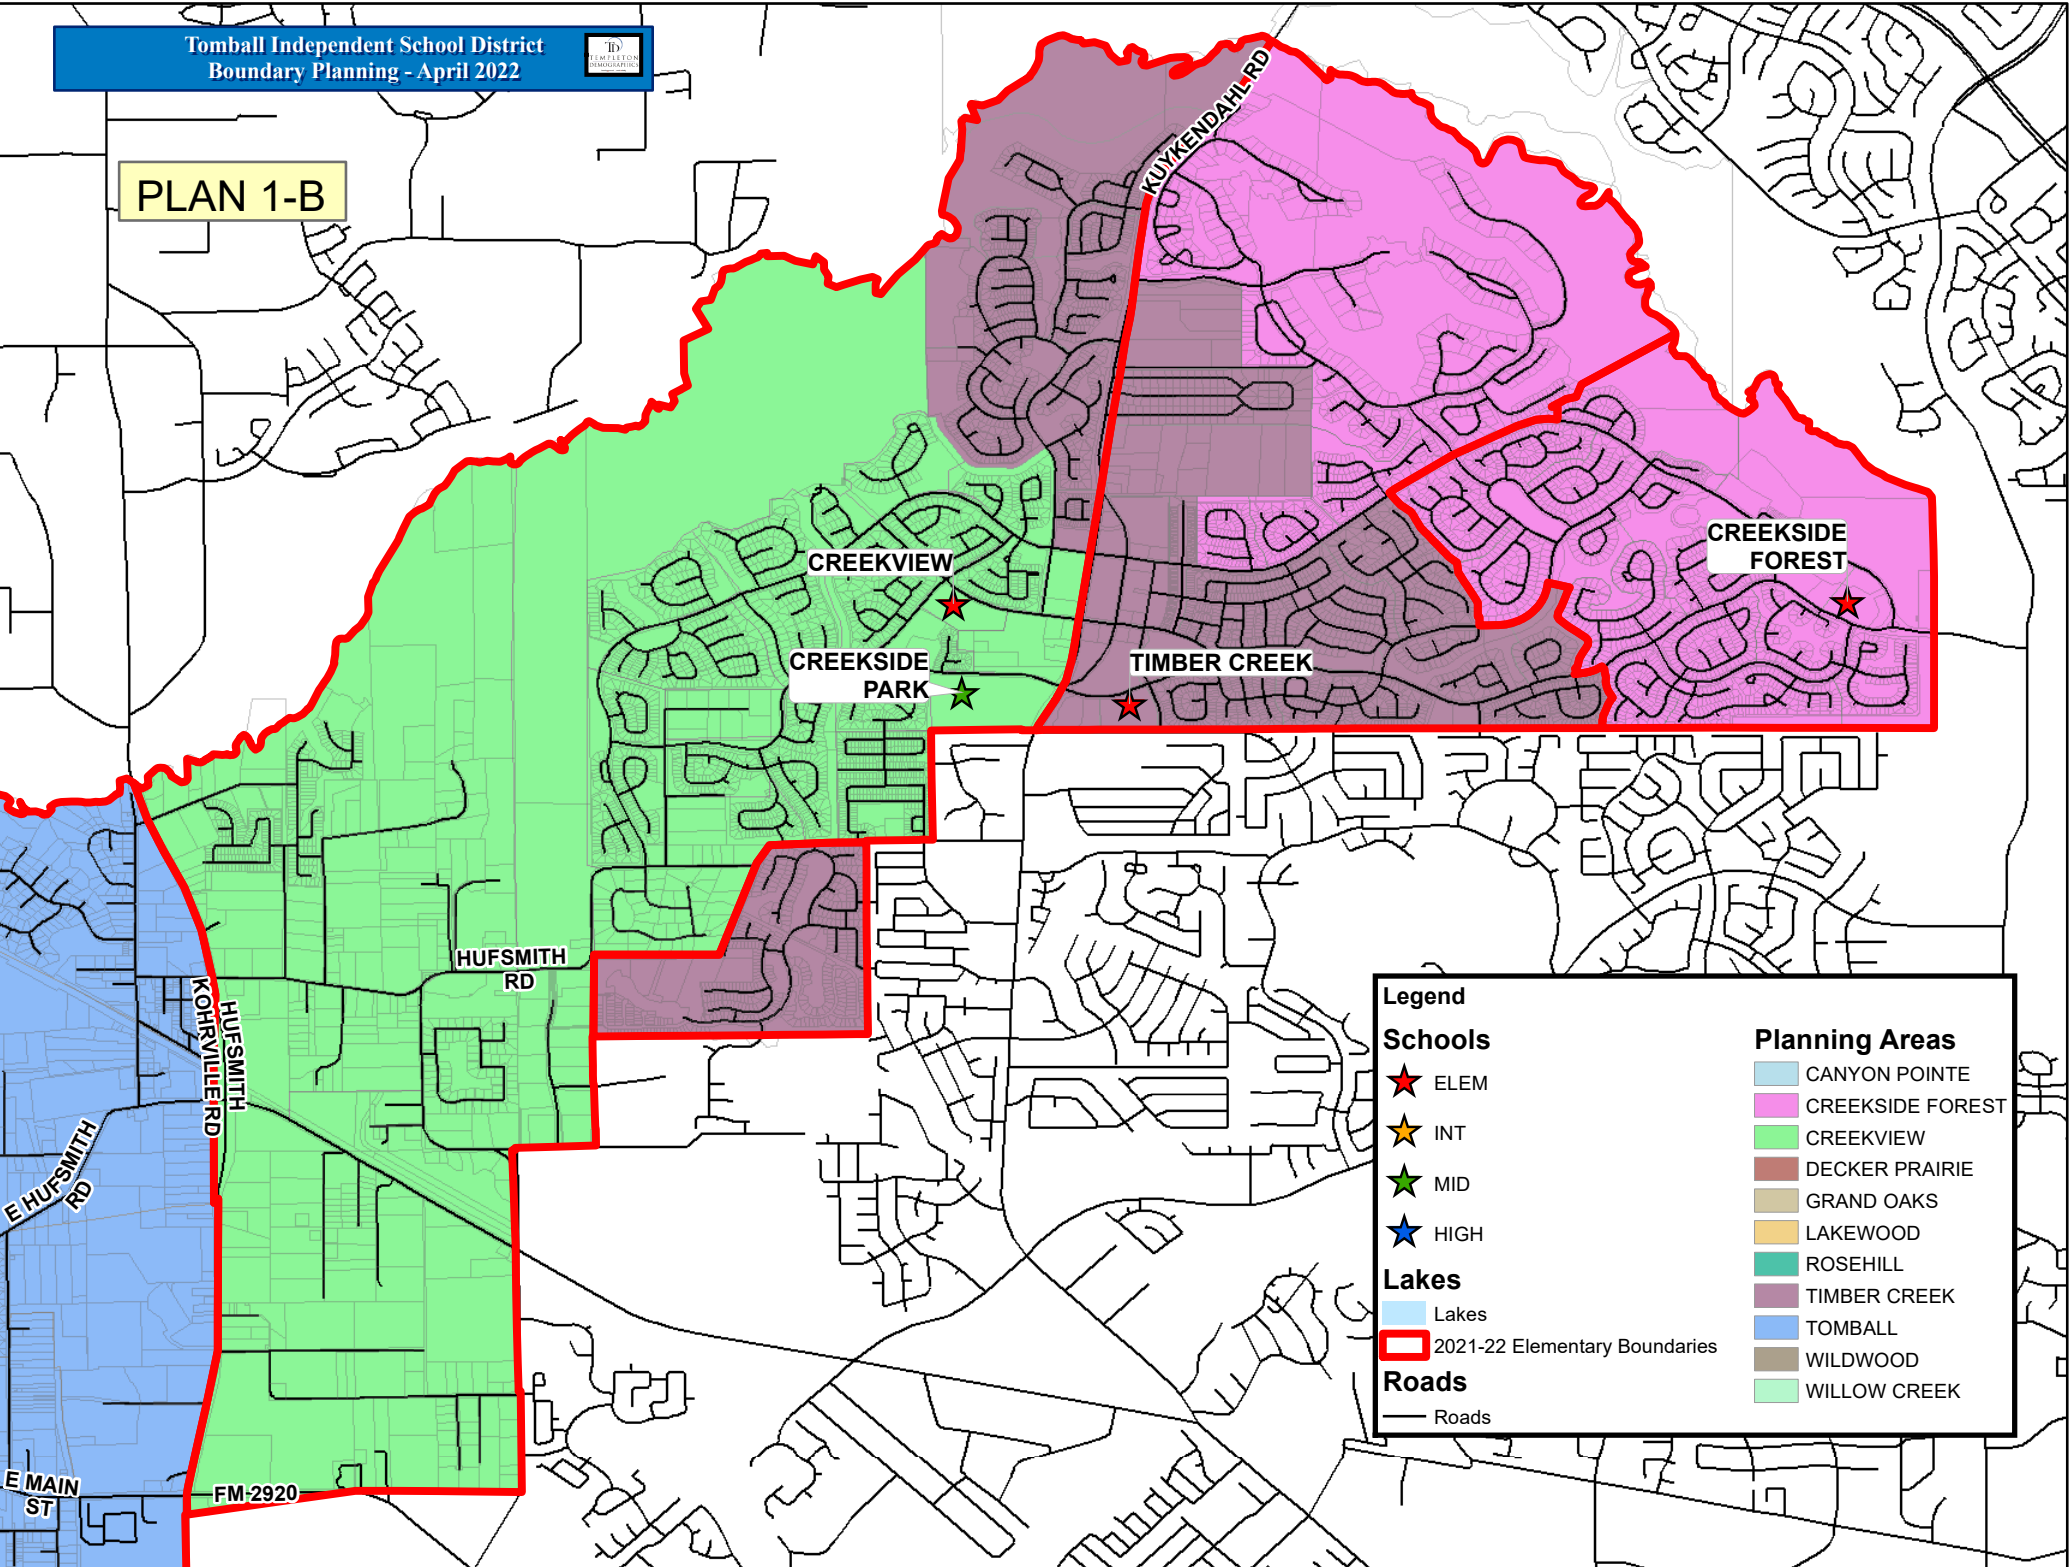 Tomball Independent School District
Boundary Planning - April 2022
TD
TEMPLETON
DEMOGRAPHICS
PLAN 1-B
KUYKENDAHL RD
CREEKVIEW
CREEKSIDE
FOREST
CREEKSIDE
PARK
TIMBER CREEK
HUFSMITH
RD
HUFSMITH
KOHRVILLE RD
E HUFSMITH
RD
E MAIN
ST
FM 2920
Legend
Schools
ELEM
INT
MID
HIGH
Lakes
Lakes
2021-22 Elementary Boundaries
Roads
Roads
Planning Areas
CANYON POINTE
CREEKSIDE FOREST
CREEKVIEW
DECKER PRAIRIE
GRAND OAKS
LAKEWOOD
ROSEHILL
TIMBER CREEK
TOMBALL
WILDWOOD
WILLOW CREEK